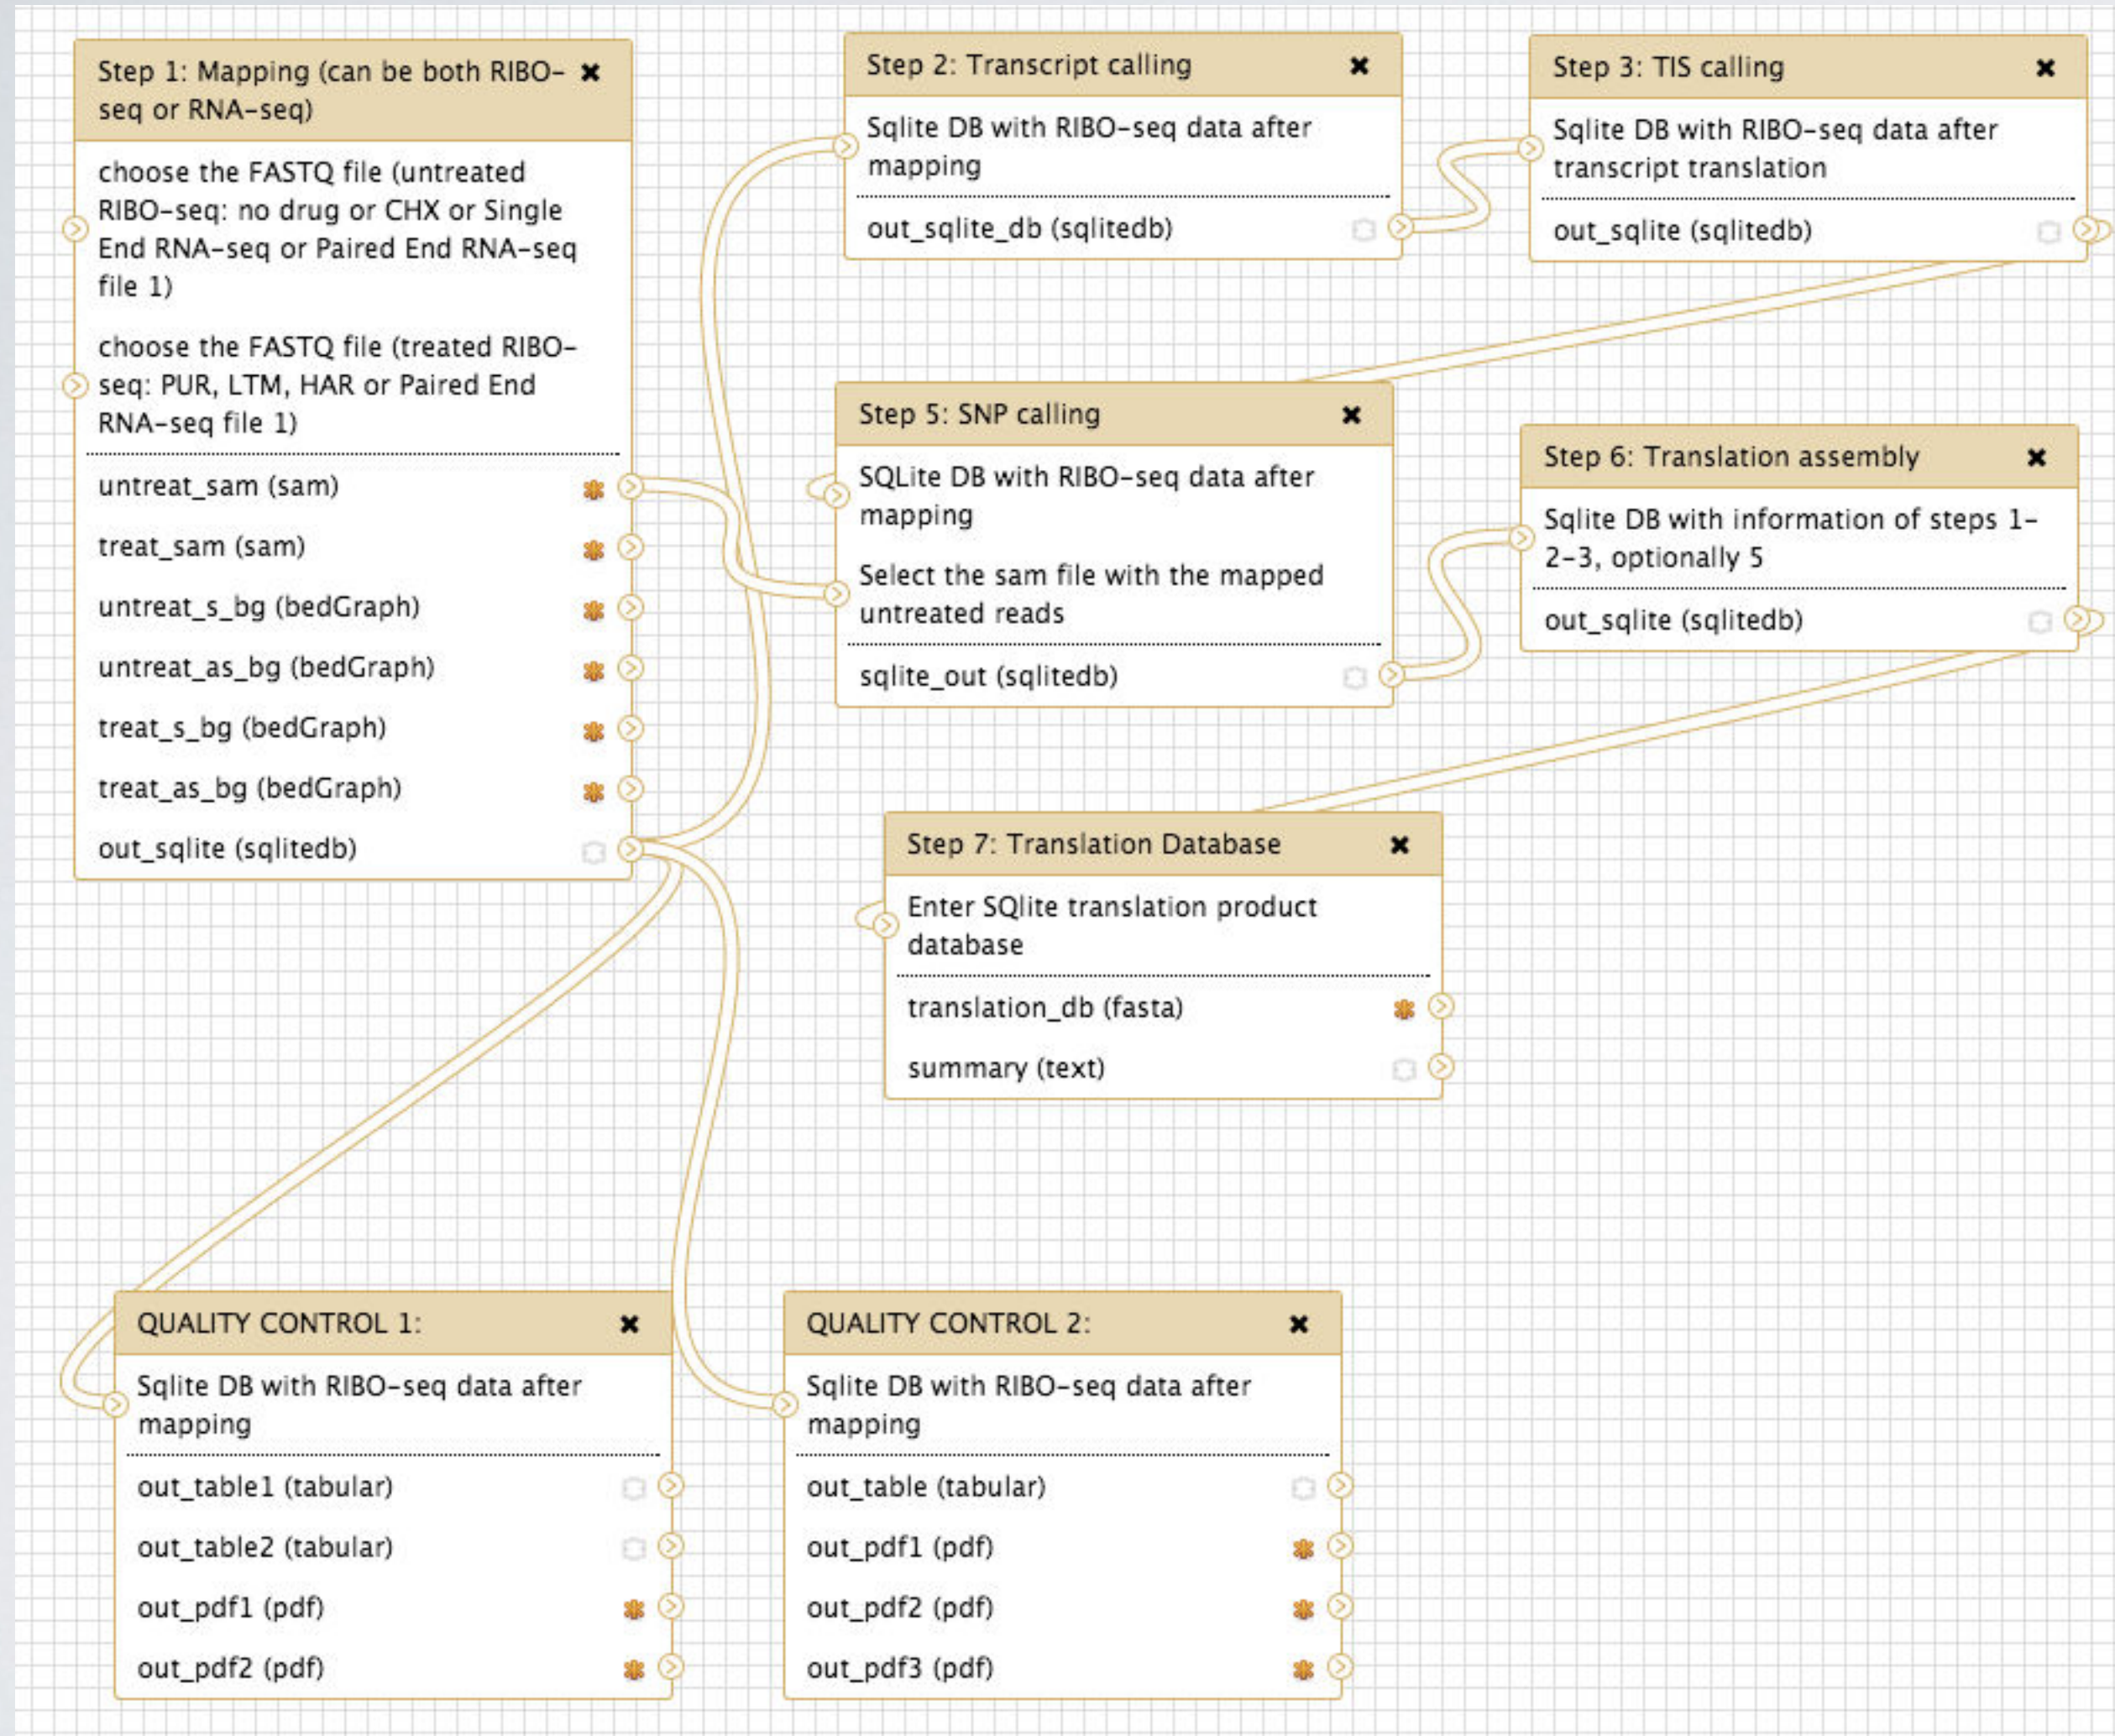 Step 1: Mapping (can be both RIBO-
seq or RNA-seq)
choose the FASTQ file (untreated
RIBO-seq: no drug or CHX or Single
End RNA-seq or Paired End RNA-seq
file 1)
choose the FASTQ file (treated RIBO-
seq: PUR, LTM, HAR or Paired End
RNA-seq file 1)
untreat_sam (sam)
treat_sam (sam)
untreat_s_bg (bedGraph)
untreat_as_bg (bedGraph)
treat_s_bg (bedGraph)
treat_as_bg (bedGraph)
out_sqlite (sqlitedb)
Step 2: Transcript calling
Sqlite DB with RIBO-seq data after
mapping
out_sqlite_db (sqlitedb)
Step 3: TIS calling
Sqlite DB with RIBO-seq data after
transcript translation
out_sqlite (sqlitedb)
Step 5: SNP calling
SQLite DB with RIBO-seq data after
mapping
Select the sam file with the mapped
untreated reads
sqlite_out (sqlitedb)
Step 6: Translation assembly
Sqlite DB with information of steps 1-
2-3, optionally 5
out_sqlite (sqlitedb)
Step 7: Translation Database
Enter SQlite translation product
database
translation_db (fasta)
summary (text)
QUALITY CONTROL 1:
Sqlite DB with RIBO-seq data after
mapping
out_table1 (tabular)
out_table2 (tabular)
out_pdf1 (pdf)
out_pdf2 (pdf)
QUALITY CONTROL 2:
Sqlite DB with RIBO-seq data after
mapping
out_table (tabular)
out_pdf1 (pdf)
out_pdf2 (pdf)
out_pdf3 (pdf)